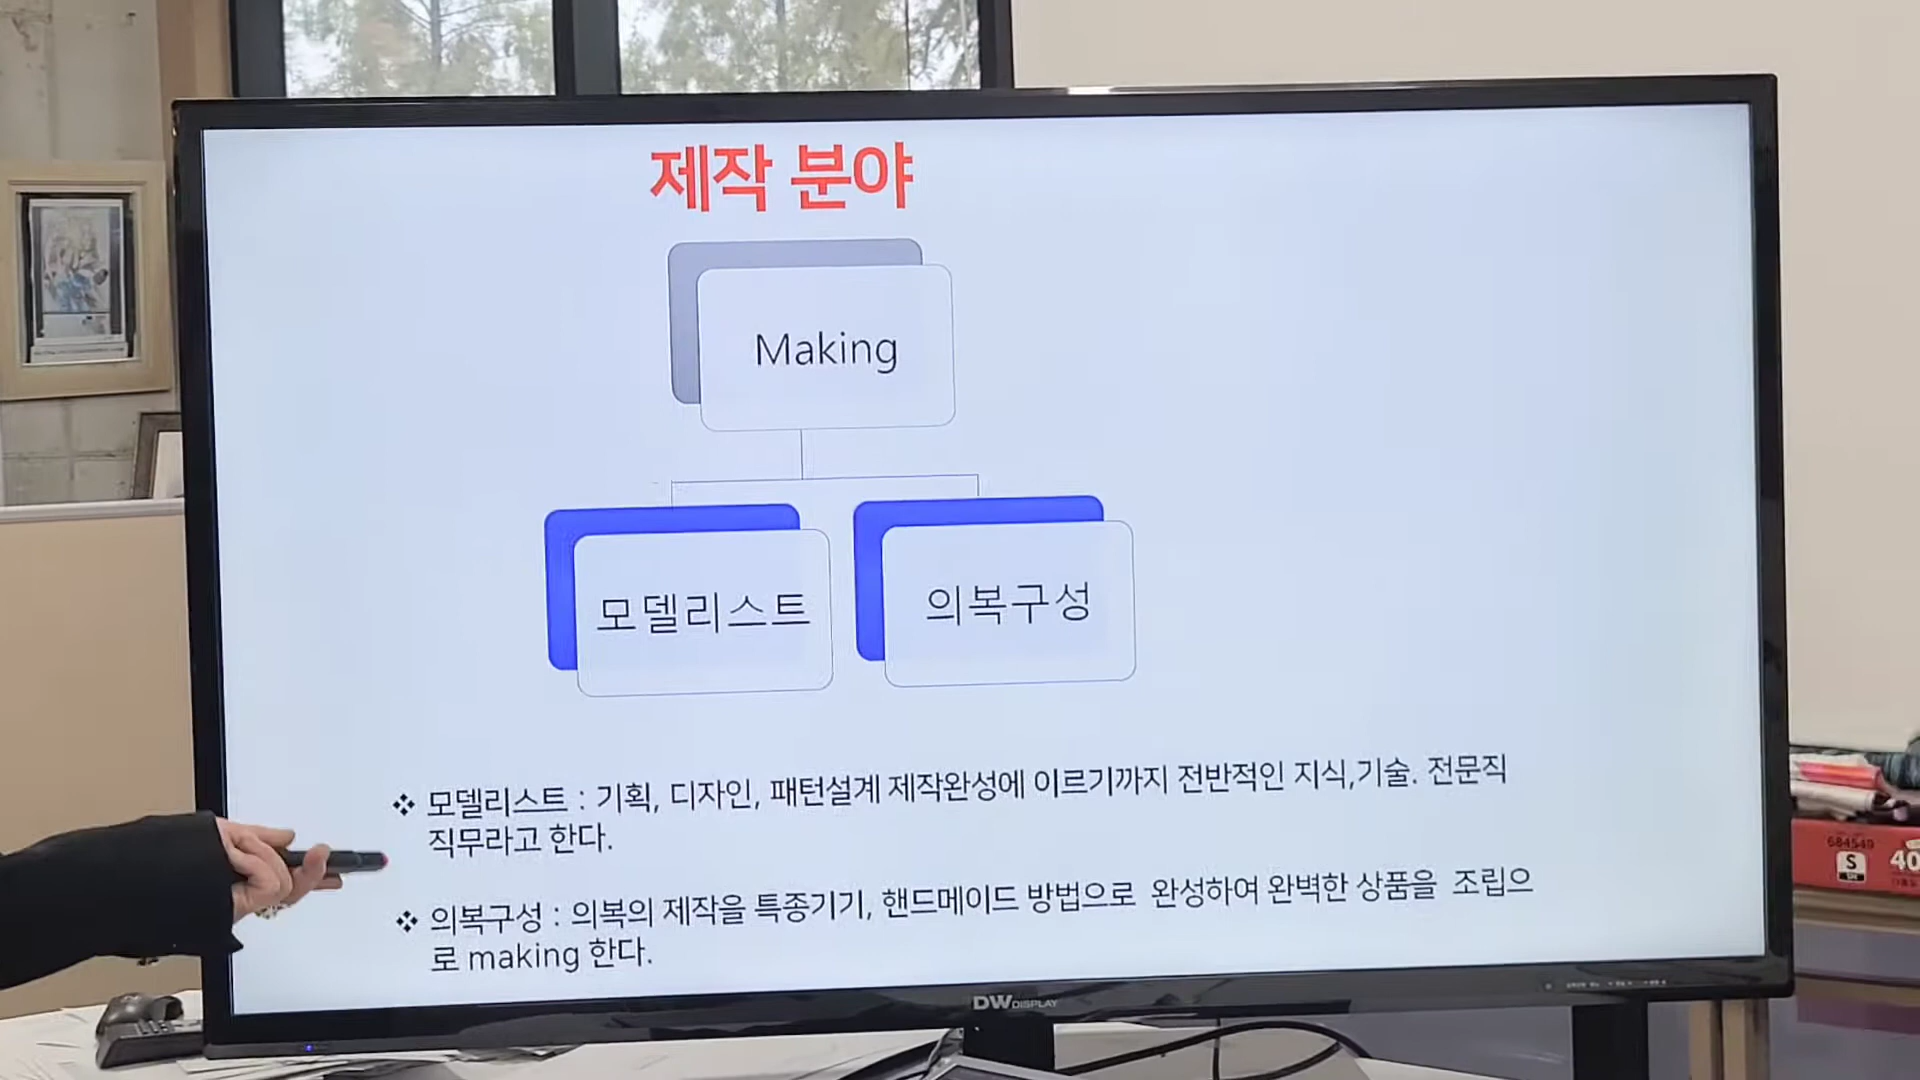 제작 분야
Making
모델리스트
의복구성
❖ 모델리스트 : 기획, 디자인, 패턴설계 제작완성에 이르기까지 전반적인 지식,기술. 전문직
직무라고 한다.
❖ 의복구성 : 의복의 제작을 특종기기, 핸드메이드 방법으로 완성하여 완벽한 상품을 조립으
로 making 한다.
DW DISPLAY
684549
S
40